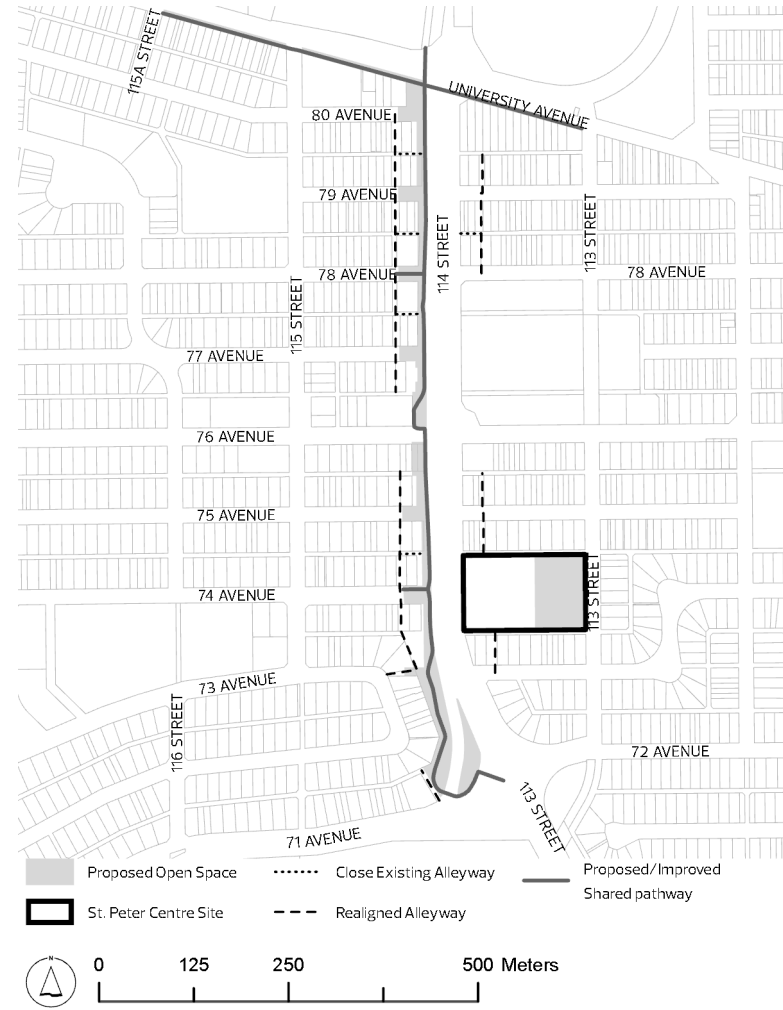 115A STREET
UNIVERSITY AVENUE
80 AVENUE
79 AVENUE
113 STREET
114 STREET
78 AVENUE
78 AVENUE
115 STREET
77 AVENUE
76 AVENUE
75 AVENUE
74 AVENUE
113 STREET
73 AVENUE
116 STREET
72 AVENUE
113 STREET
71 AVENUE
Proposed Open Space
Close Existing Alleyway
Proposed/Improved
Shared pathway
St. Peter Centre Site
Realigned Alleyway
N
0 125 250 500 Meters